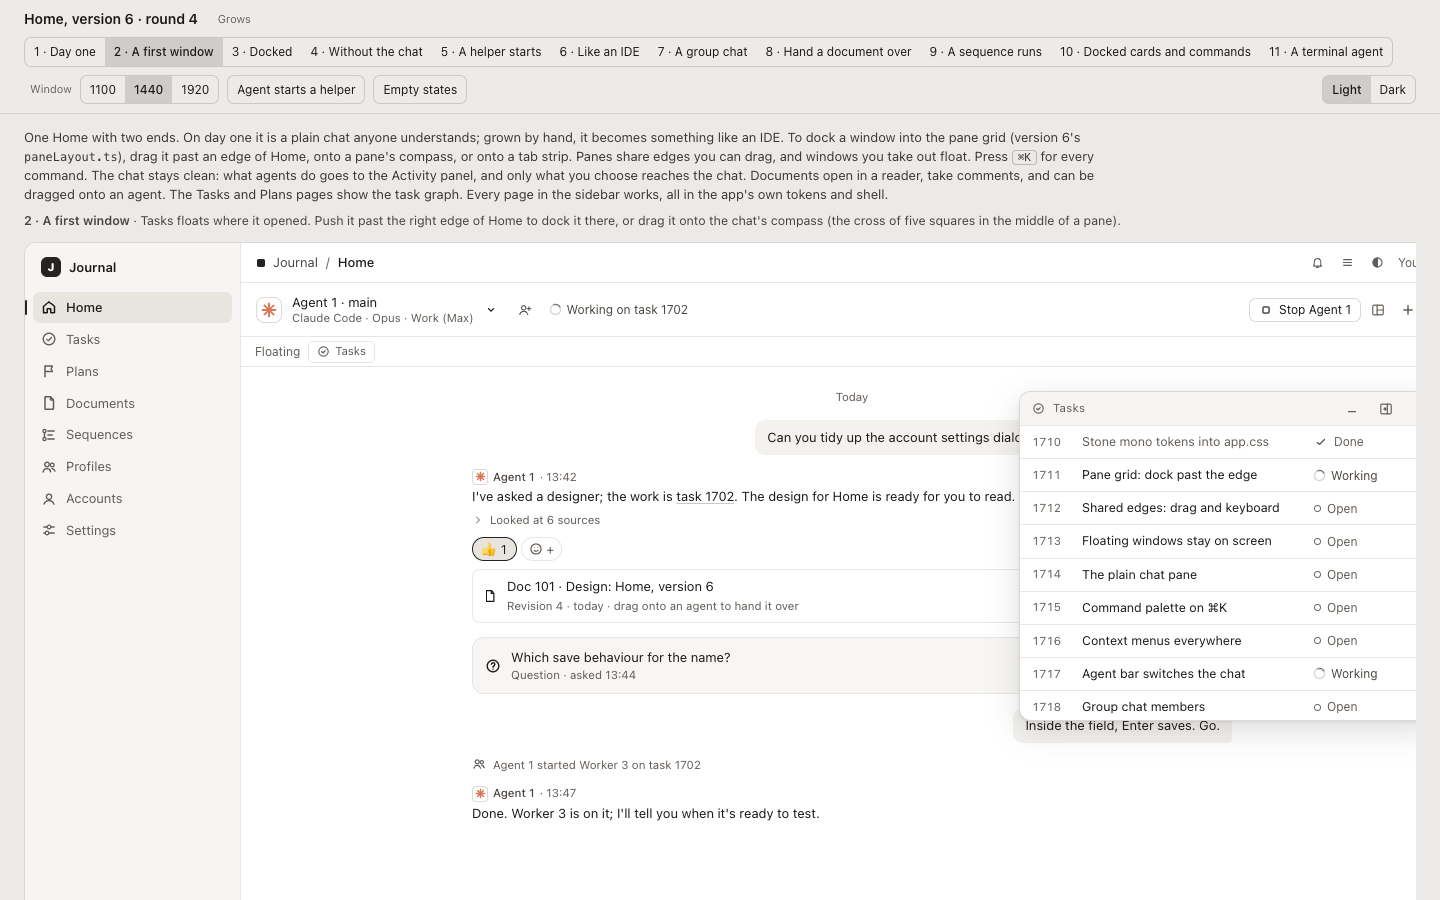 Home, version 6 · round 4 Grows
1 · Day one 2 · A first window 3 · Docked 4 · Without the chat 5 · A helper starts 6 · Like an IDE 7 · A group chat 8 · Hand a document over 9 · A sequence runs 10 · Docked cards and commands 11 · A terminal agent
Window 1100 1440 1920 Agent starts a helper Empty states Light Dark
One Home with two ends. On day one it is a plain chat anyone understands; grown by hand, it becomes something like an IDE. To dock a window into the pane grid (version 6's
paneLayout.ts), drag it past an edge of Home, onto a pane's compass, or onto a tab strip. Panes share edges you can drag, and windows you take out float. Press ⌘K for every
command. The chat stays clean: what agents do goes to the Activity panel, and only what you choose reaches the chat. Documents open in a reader, take comments, and can be
dragged onto an agent. The Tasks and Plans pages show the task graph. Every page in the sidebar works, all in the app's own tokens and shell.
2 · A first window · Tasks floats where it opened. Push it past the right edge of Home to dock it there, or drag it onto the chat's compass (the cross of five squares in the middle of a pane).
J Journal
Home
Tasks
Plans
Documents
Sequences
Profiles
Accounts
Settings
Journal / Home You
Agent 1 · main
Claude Code · Opus · Work (Max)
Working on task 1702
Stop Agent 1
Floating Tasks
Today
Can you tidy up the account settings dialo
Agent 1 · 13:42
I've asked a designer; the work is task 1702. The design for Home is ready for you to read.
Looked at 6 sources
👍 1 +
Doc 101 · Design: Home, version 6
Revision 4 · today · drag onto an agent to hand it over
Which save behaviour for the name?
Question · asked 13:44
Inside the field, Enter saves. Go.
Agent 1 started Worker 3 on task 1702
Agent 1 · 13:47
Done. Worker 3 is on it; I'll tell you when it's ready to test.
Tasks
1710 Stone mono tokens into app.css Done
1711 Pane grid: dock past the edge Working
1712 Shared edges: drag and keyboard Open
1713 Floating windows stay on screen Open
1714 The plain chat pane Open
1715 Command palette on ⌘K Open
1716 Context menus everywhere Open
1717 Agent bar switches the chat Working
1718 Group chat members Open